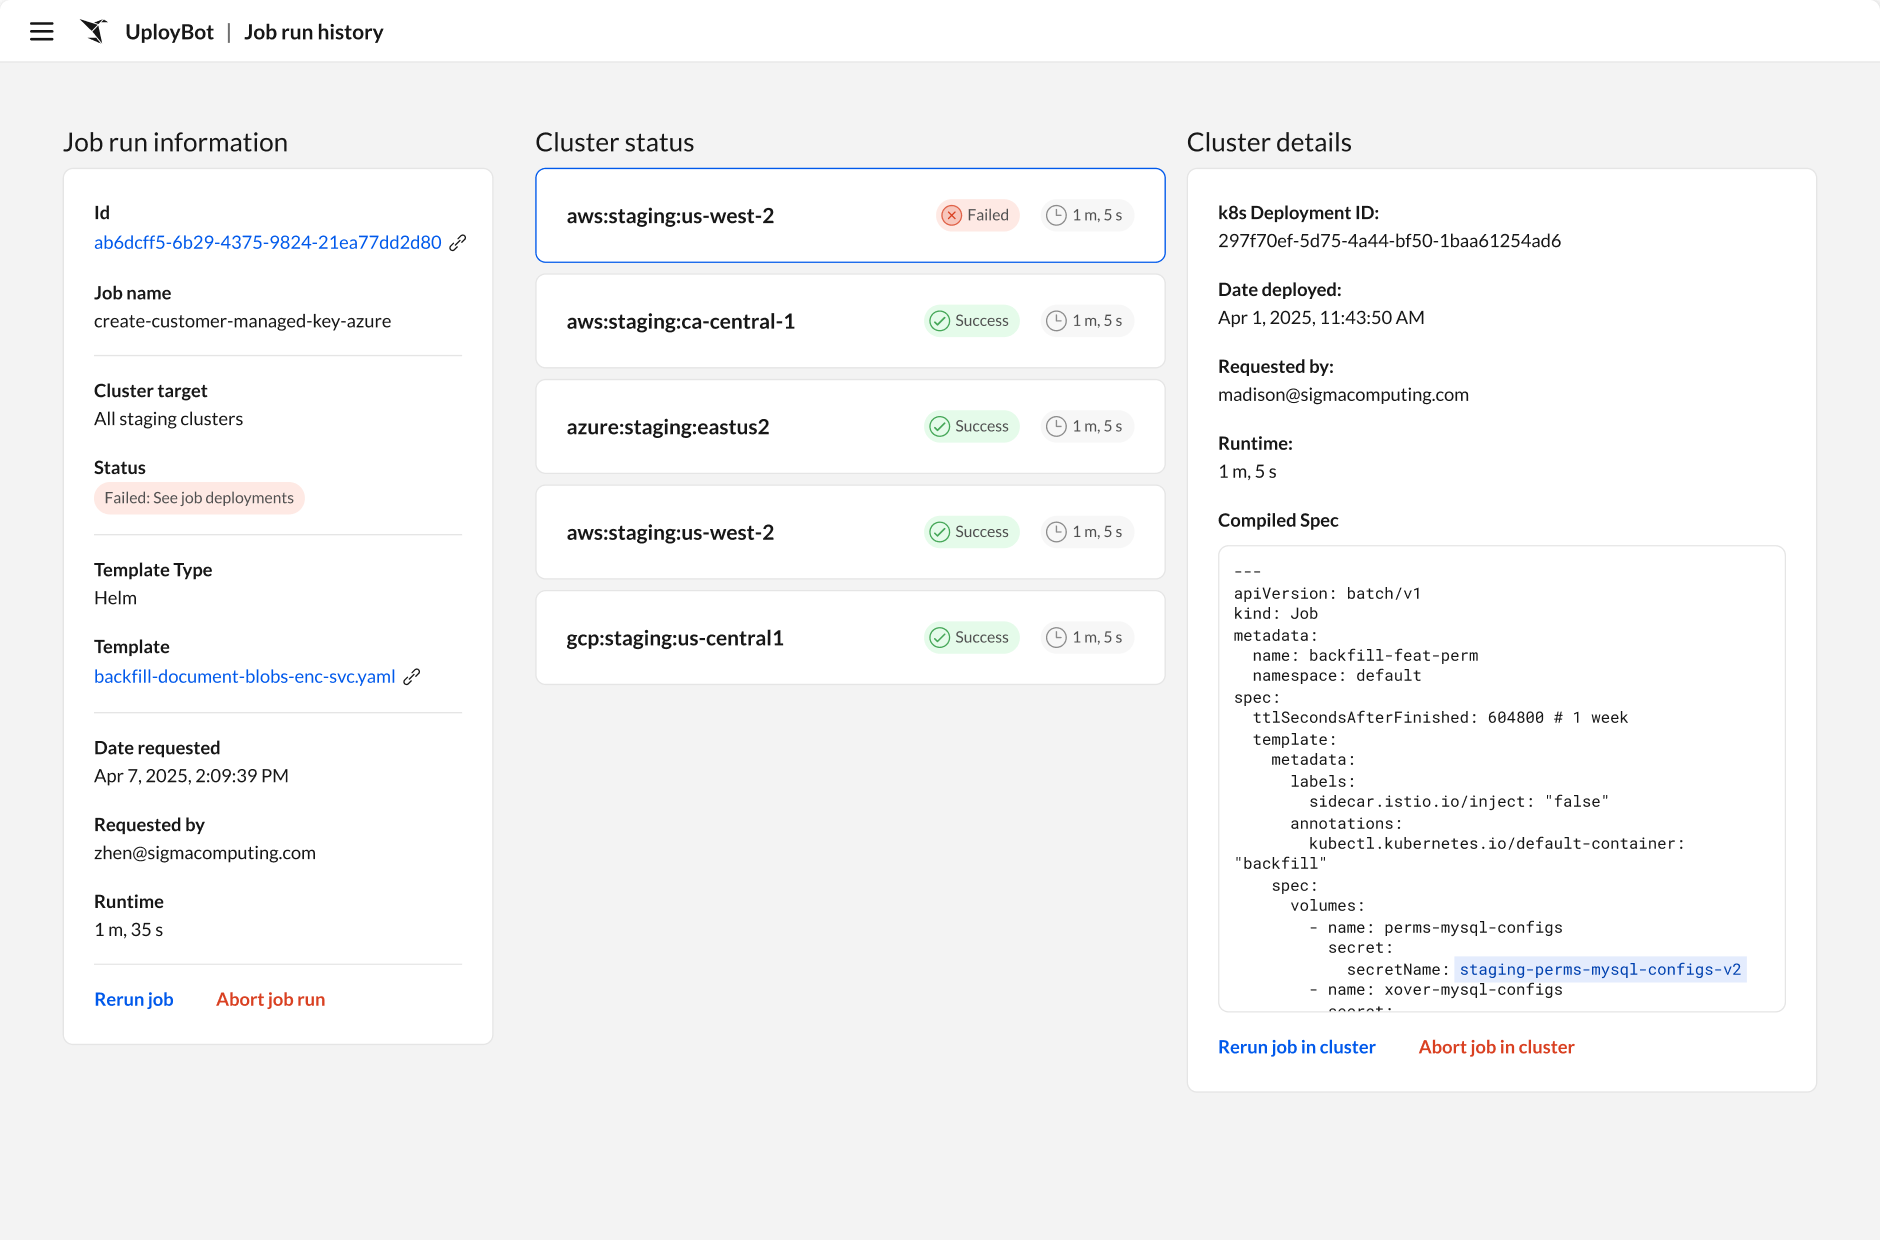 UployBot | Job run history
Job run information
Id
ab6dcff5-6b29-4375-9824-21ea77dd2d80
Job name
create-customer-managed-key-azure
Cluster target
All staging clusters
Status
Failed: See job deployments
Template Type
Helm
Template
backfill-document-blobs-enc-svc.yaml
Date requested
Apr 7, 2025, 2:09:39 PM
Requested by
zhen@sigmacomputing.com
Runtime
1 m, 35 s
Rerun job Abort job run
Cluster status
aws:staging:us-west-2 Failed 1 m, 5 s
aws:staging:ca-central-1 Success 1 m, 5 s
azure:staging:eastus2 Success 1 m, 5 s
aws:staging:us-west-2 Success 1 m, 5 s
gcp:staging:us-central1 Success 1 m, 5 s
Cluster details
k8s Deployment ID:
297f70ef-5d75-4a44-bf50-1baa61254ad6
Date deployed:
Apr 1, 2025, 11:43:50 AM
Requested by:
madison@sigmacomputing.com
Runtime:
1 m, 5 s
Compiled Spec
---
apiVersion: batch/v1
kind: Job
metadata:
  name: backfill-feat-perm
  namespace: default
spec:
  ttlSecondsAfterFinished: 604800 # 1 week
  template:
    metadata:
      labels:
        sidecar.istio.io/inject: "false"
      annotations:
        kubectl.kubernetes.io/default-container:
"backfill"
    spec:
      volumes:
        - name: perms-mysql-configs
          secret:
            secretName: staging-perms-mysql-configs-v2
        - name: xover-mysql-configs
          secret:
Rerun job in cluster Abort job in cluster